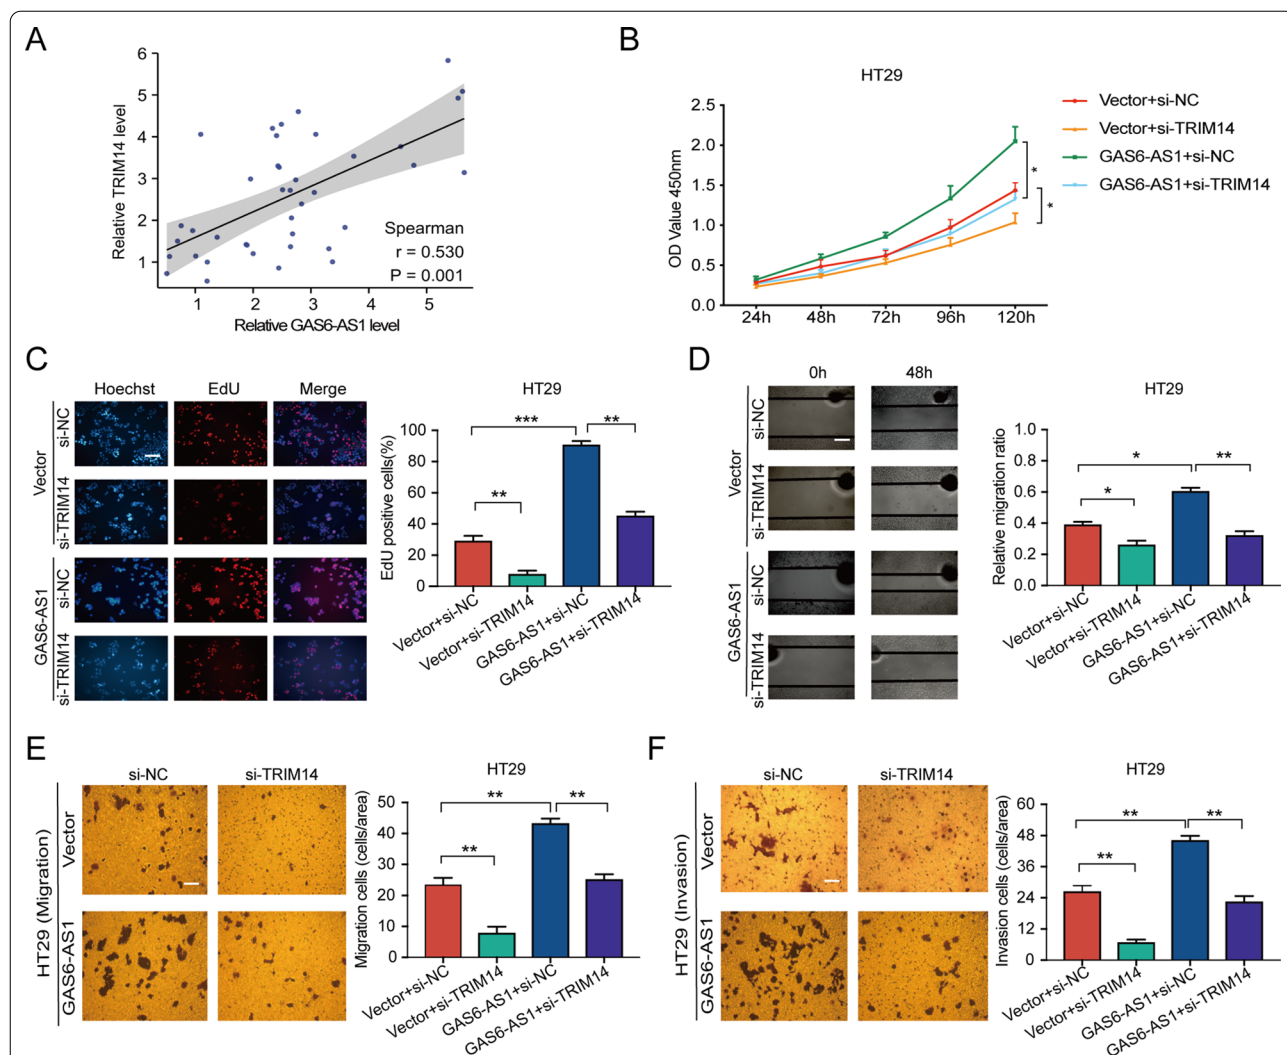 A
Relative TRIM14 level
6
5
4
3
2
1
Spearman
r = 0.530
P = 0.001
1 2 3 4 5
Relative GAS6-AS1 level
B
HT29
OD Value 450nm
2.5
2.0
1.5
1.0
0.5
0.0
24h 48h 72h 96h 120h
*
*
Vector+si-NC
Vector+si-TRIM14
GAS6-AS1+si-NC
GAS6-AS1+si-TRIM14
C
Hoechst EdU Merge
Vector
si-NC
si-TRIM14
GAS6-AS1
si-NC
si-TRIM14
HT29
EdU positive cells(%)
100
80
60
40
20
0
*** **
**
Vector+si-NC
Vector+si-TRIM14
GAS6-AS1+si-NC
GAS6-AS1+si-TRIM14
D
0h 48h
Vector
si-NC
si-TRIM14
GAS6-AS1
si-NC
si-TRIM14
HT29
Relative migration ratio
1.0
0.8
0.6
0.4
0.2
0.0
* **
*
Vector+si-NC
Vector+si-TRIM14
GAS6-AS1+si-NC
GAS6-AS1+si-TRIM14
E
si-NC si-TRIM14
HT29 (Migration)
Vector
GAS6-AS1
HT29
Migration cells (cells/area)
50
40
30
20
10
0
** **
**
Vector+si-NC
Vector+si-TRIM14
GAS6-AS1+si-NC
GAS6-AS1+si-TRIM14
F
si-NC si-TRIM14
HT29 (Invasion)
Vector
GAS6-AS1
HT29
Invasion cells (cells/area)
60
48
36
24
12
0
** **
**
Vector+si-NC
Vector+si-TRIM14
GAS6-AS1+si-NC
GAS6-AS1+si-TRIM14